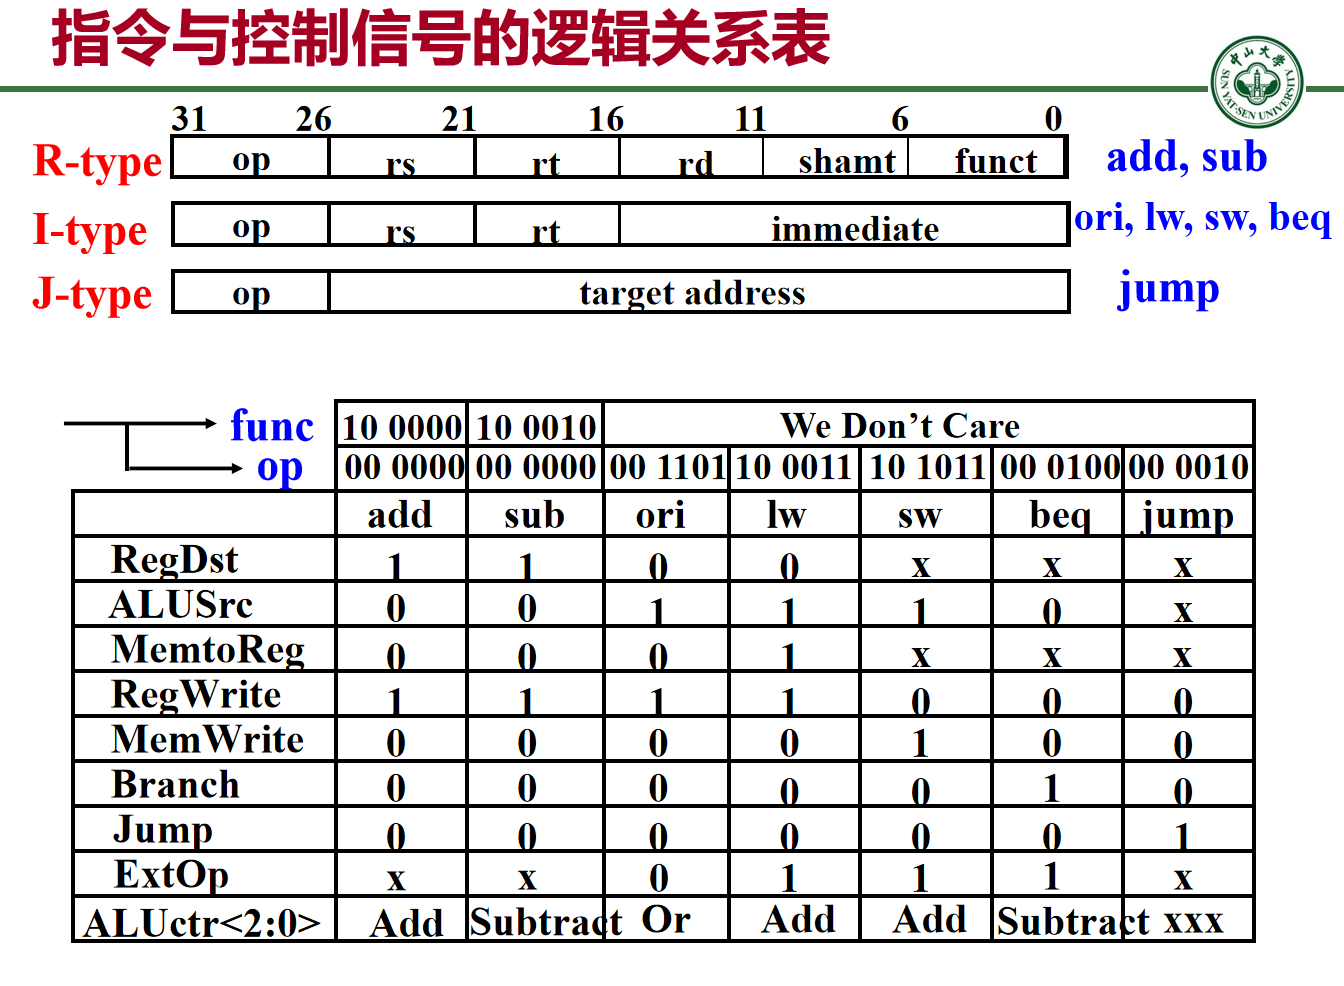 指令与控制信号的逻辑关系表
中山大学
SUN YAT-SEN UNIVERSITY
31 26 21 16 11 6 0
R-type op rs rt rd shamt funct add, sub
I-type op rs rt immediate ori, lw, sw, beq
J-type op target address jump
func 10 0000 10 0010 We Don’t Care
op 00 0000 00 0000 00 1101 10 0011 10 1011 00 0100 00 0010
add sub ori lw sw beq jump
RegDst 1 1 0 0 x x x
ALUSrc 0 0 1 1 1 0 x
MemtoReg 0 0 0 1 x x x
RegWrite 1 1 1 1 0 0 0
MemWrite 0 0 0 0 1 0 0
Branch 0 0 0 0 0 1 0
Jump 0 0 0 0 0 0 1
ExtOp x x 0 1 1 1 x
ALUctr<2:0> Add Subtract Or Add Add Subtract xxx